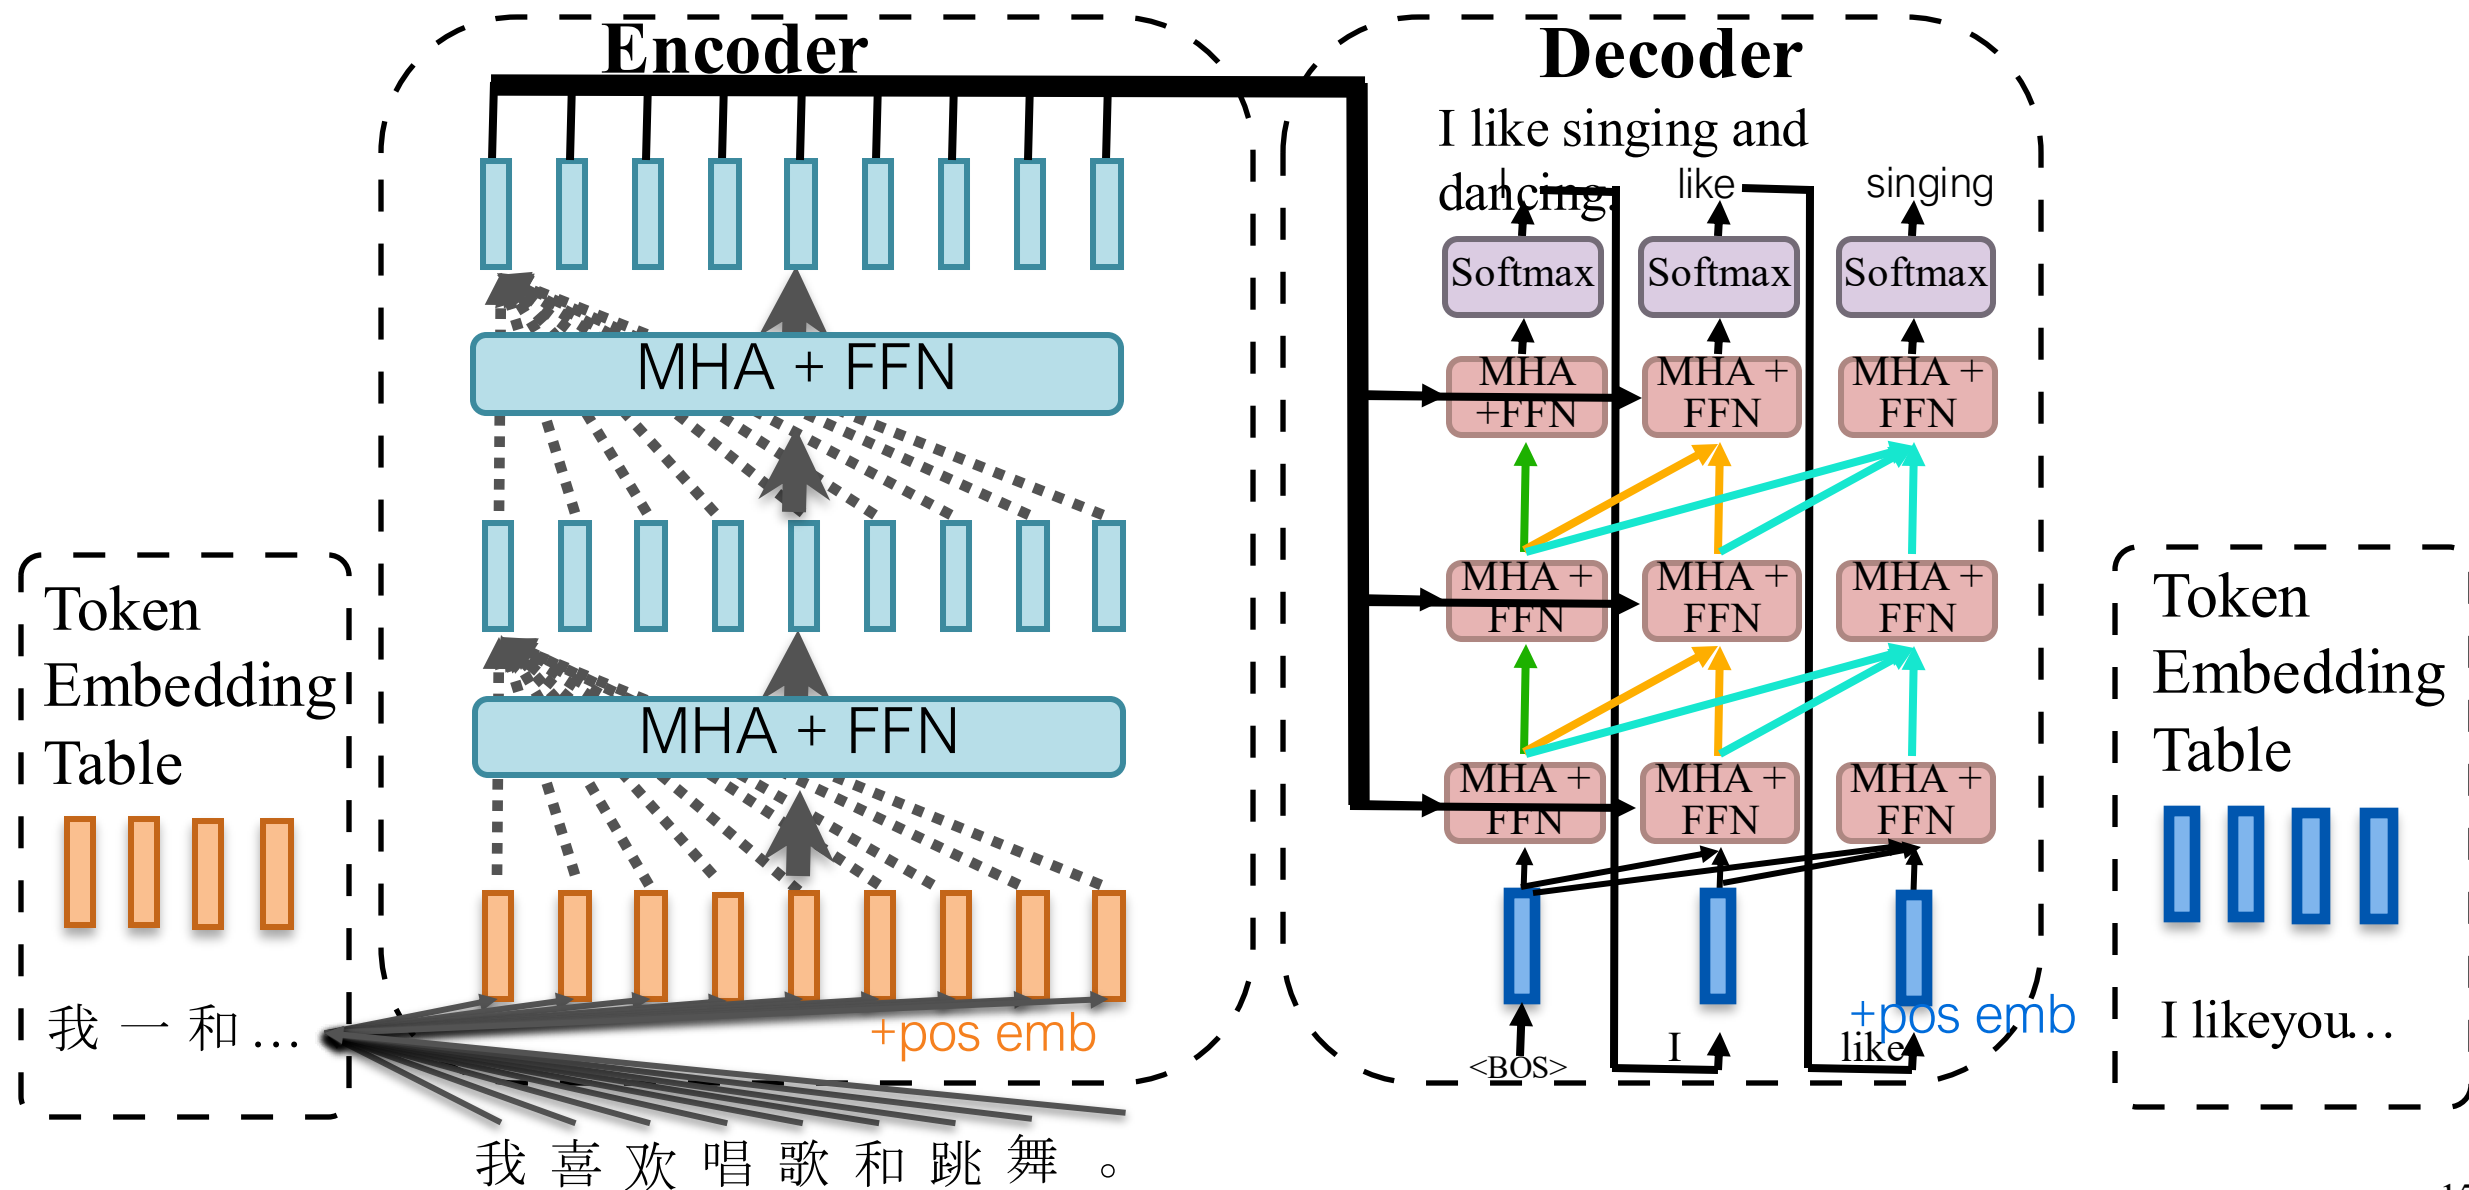 Encoder
MHA + FFN
MHA + FFN
+pos emb
Token
Embedding
Table
我 一 和 …
我 喜 欢 唱 歌 和 跳 舞 。
Decoder
I like singing and
dancing.
I like singing
Softmax Softmax Softmax
MHA +FFN MHA + FFN MHA + FFN
MHA + FFN MHA + FFN MHA + FFN
MHA + FFN MHA + FFN MHA + FFN
+pos emb
<BOS> I like
Token
Embedding
Table
I likeyou…